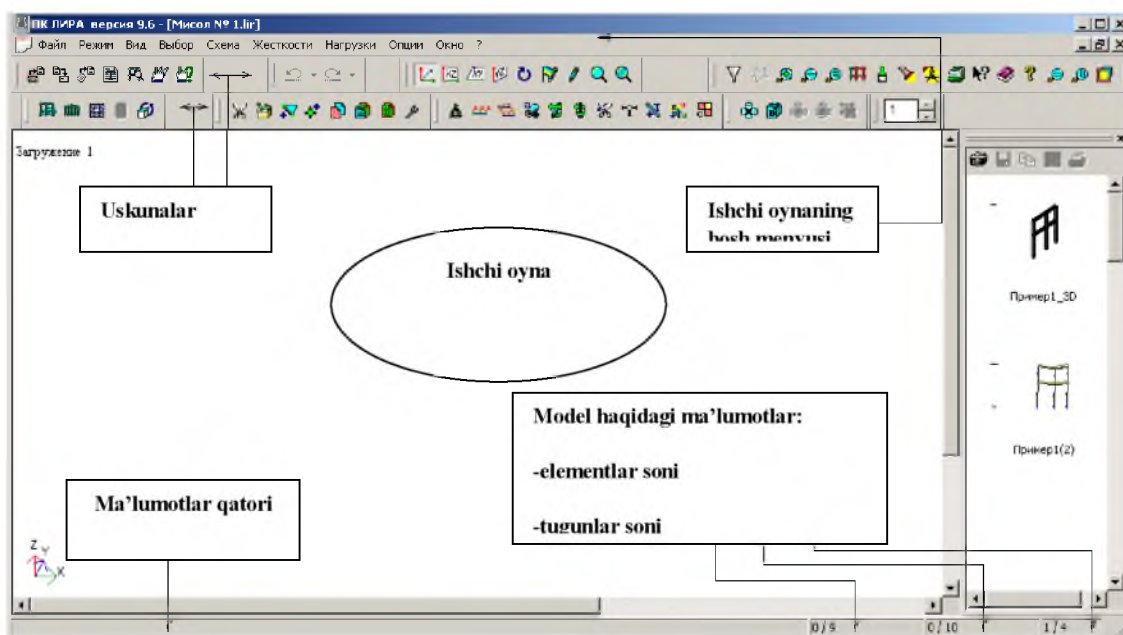 ПК ЛИРА версия 9.6 - [Мисол № 1.lir]
Файл Режим Вид Выбор Схема Жесткости Нагрузки Опции Окно ?
1
Загружение 1
Uskunalar
Ishchi oynaning
bosh menyusi
Ishchi oyna
Пример1_3D
Model haqidagi ma’lumotlar:
-elementlar soni
-tugunlar soni
Пример1(2)
Ma’lumotlar qatori
Z Y
X
0 / 9 0 / 10 1 / 4